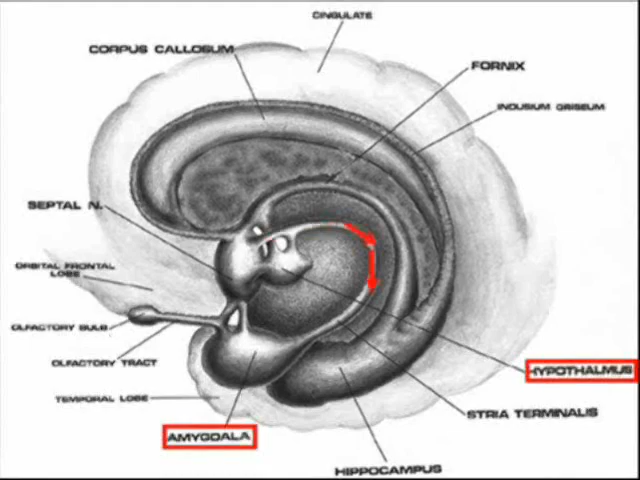 CINGULATE
CORPUS CALLOSUM
FORNIX
INDUSIUM GRISEUM
SEPTAL N.
ORBITAL FRONTAL
LOBE
OLFACTORY BULB
OLFACTORY TRACT
HYPOTHALMUS
TEMPORAL LOBE
STRIA TERMINALIS
AMYGDALA
HIPPOCAMPUS